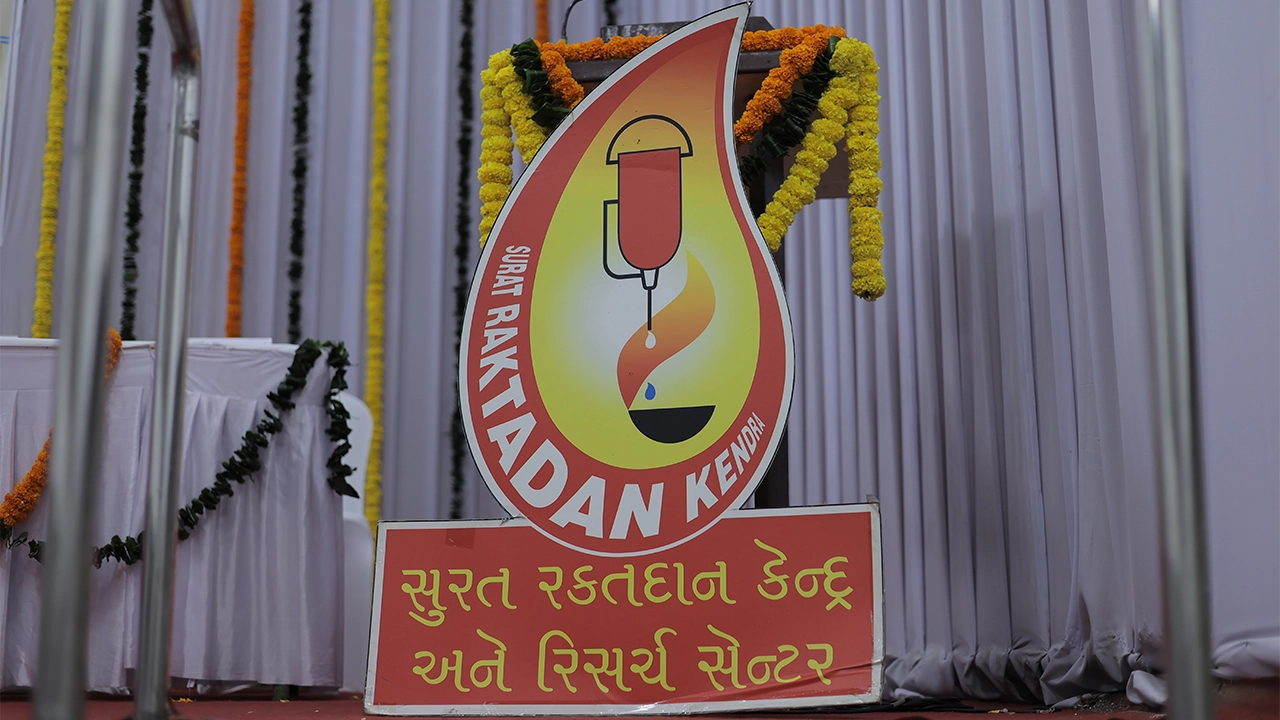 SURAT RAKTADAN KENDRA
સુરત રકતદાન કેન્દ્ર
અને રિસર્ચ સેન્ટર